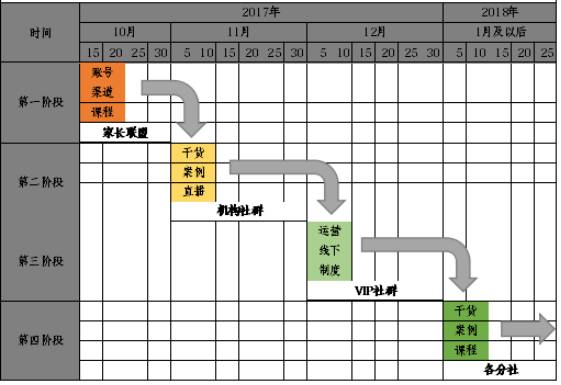 时间 2017年 2018年
10月 11月 12月 1月及以后
15 20 25 30 5 10 15 20 25 30 5 10 15 20 25 30 5 10 15 20 25
第一阶段
账号
渠道
课程
家长联盟
第二阶段
干货
案例
直播
机构社群
第三阶段
运营
线下
制度
VIP社群
第四阶段
干货
案例
课程
各分社